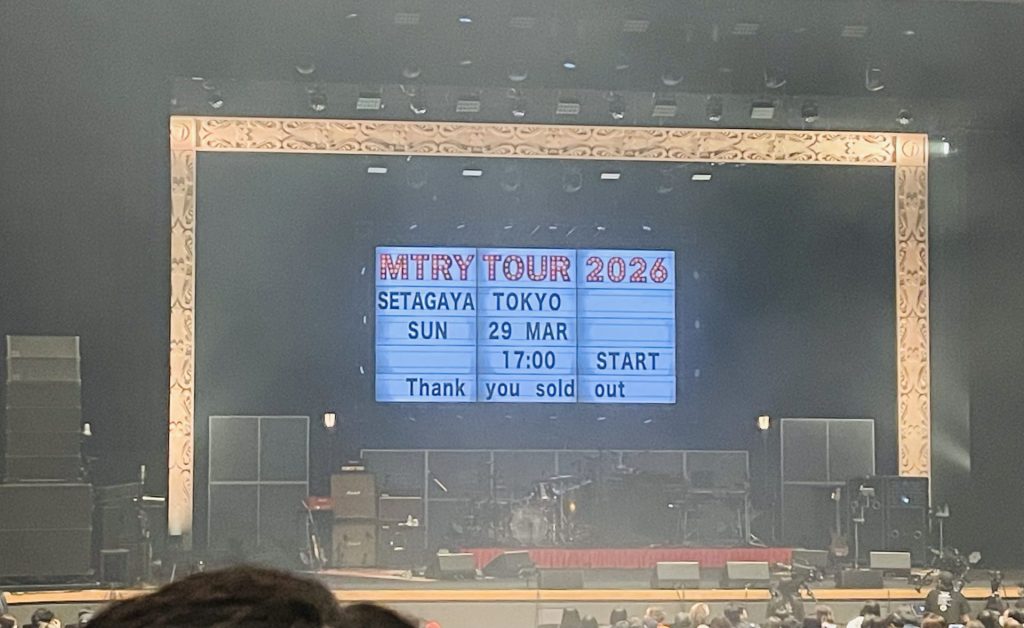 MTRY TOUR 2026
SETAGAYA TOKYO
SUN 29 MAR
17:00 START
Thank you sold out